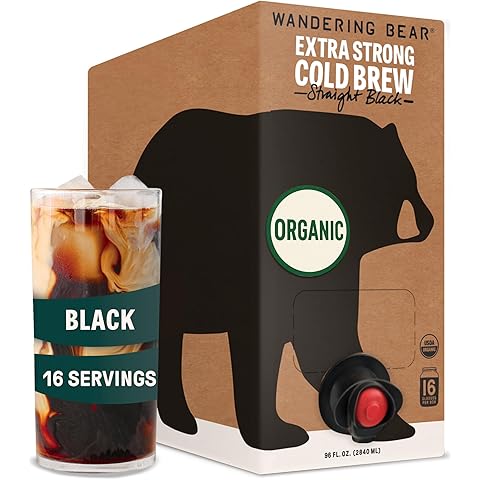 WANDERING BEAR®
EXTRA STRONG
COLD BREW
Straight Black
ORGANIC
BLACK
16 SERVINGS
USDA
ORGANIC
16
96 FL. OZ. (2840 ML)